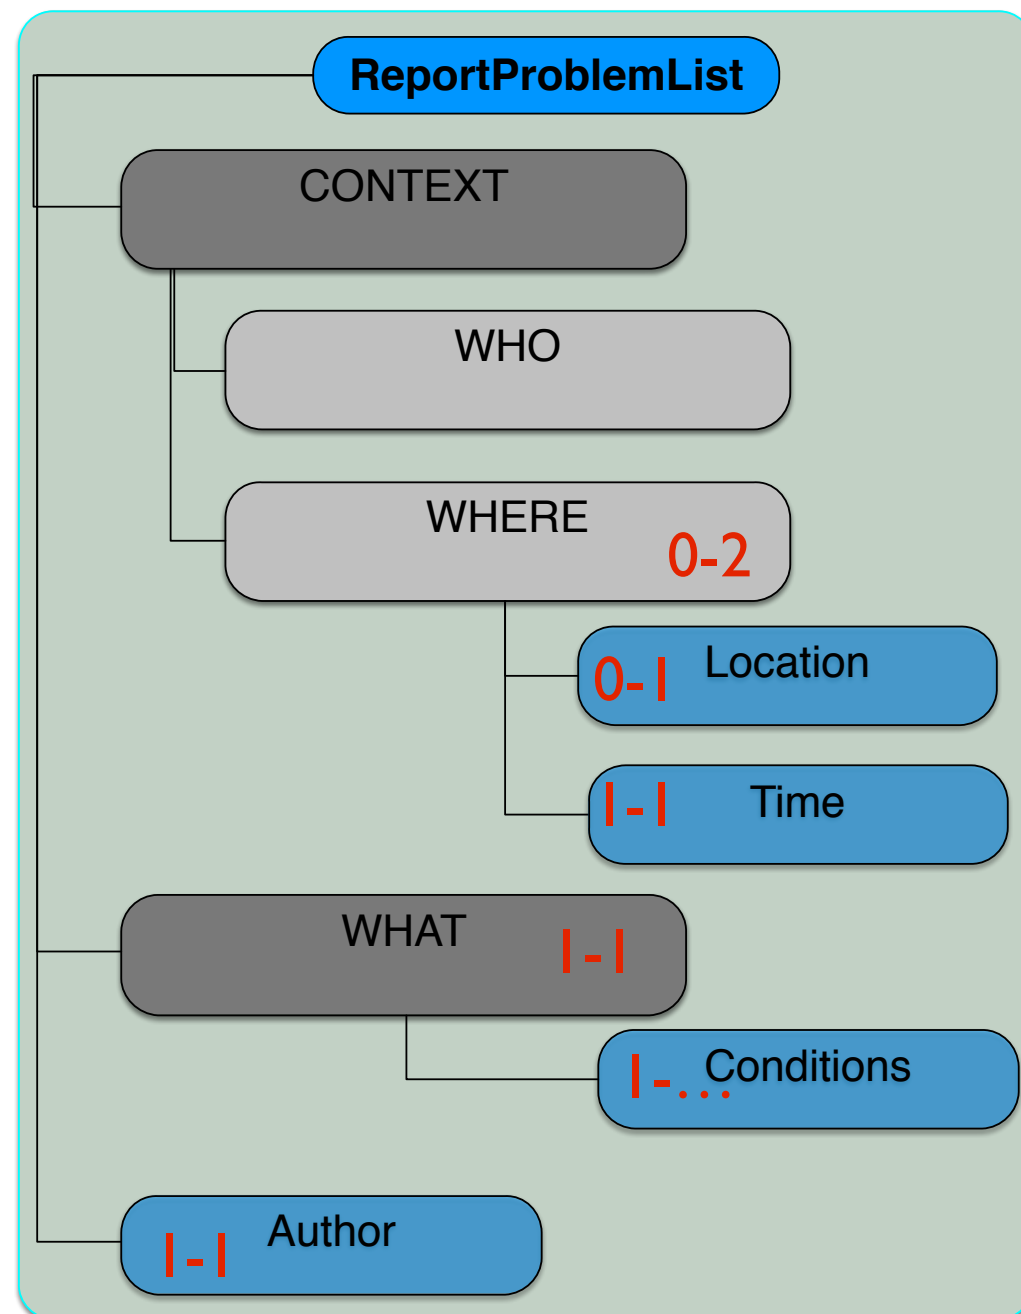 ReportProblemList
CONTEXT
WHO
WHERE
0-2
Location
0-1
Time
1-1
WHAT
1-1
Conditions
1-...
Author
1-1